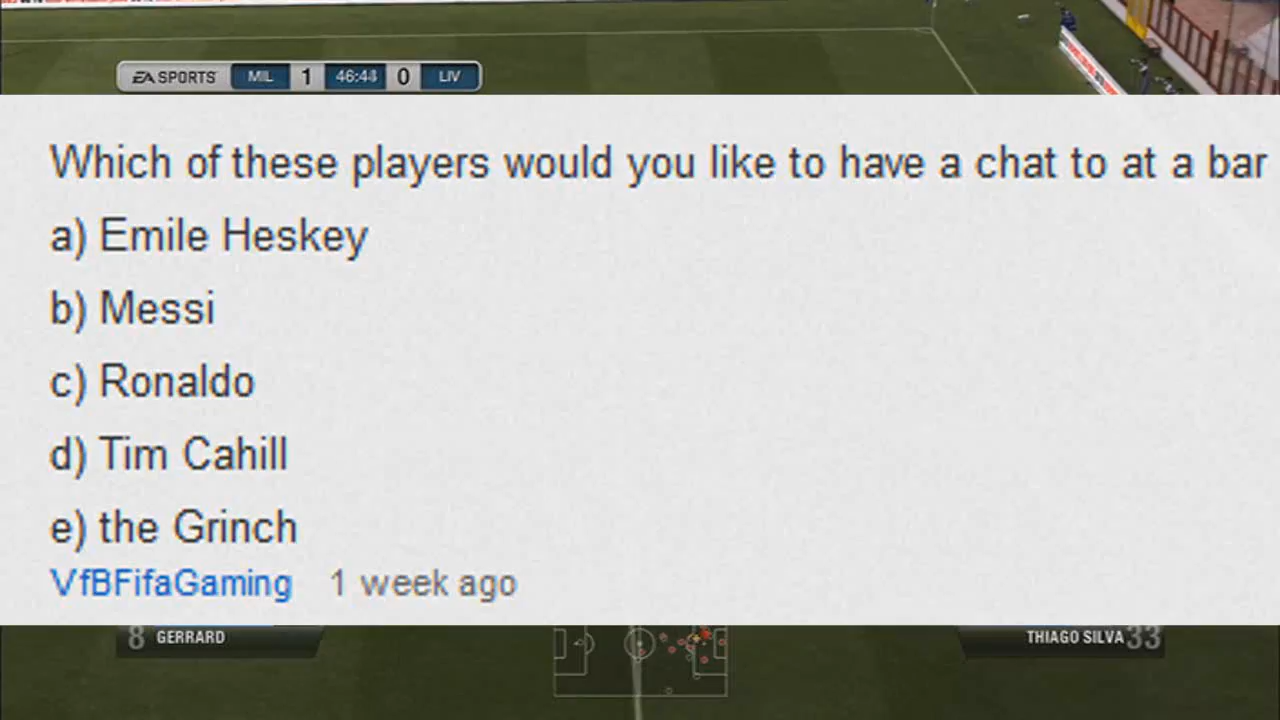 EA SPORTS MIL 1 46:44 0 LIV
Which of these players would you like to have a chat to at a bar
a) Emile Heskey
b) Messi
c) Ronaldo
d) Tim Cahill
e) the Grinch
VfBFifaGaming 1 week ago
8 GERRARD
THIAGO SILVA 33